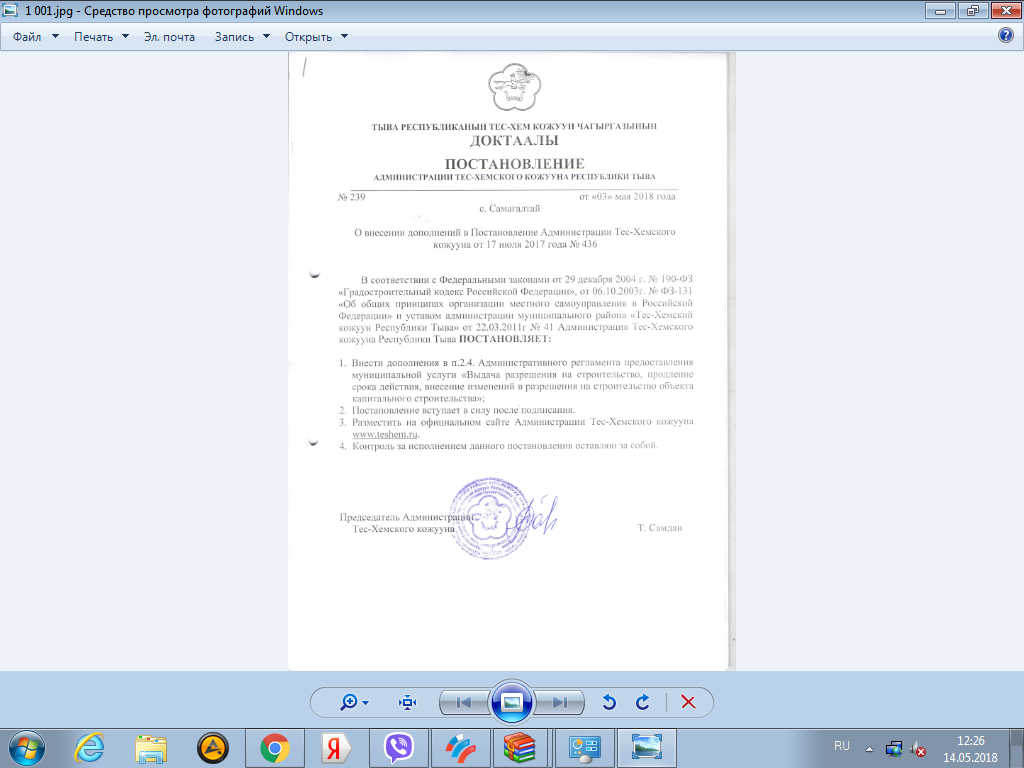 1 001.jpg - Средство просмотра фотографий Windows
Файл Печать Эл. почта Запись Открыть
ТЫВА РЕСПУБЛИКАНЫН ТЕС-ХЕМ КОЖУУН ЧАГЫРГАЗЫНЫН
ДОКТААЛЫ
ПОСТАНОВЛЕНИЕ
АДМИНИСТРАЦИИ ТЕС-ХЕМСКОГО КОЖУУНА РЕСПУБЛИКИ ТЫВА
№ 239 от «03» мая 2018 года
с. Самагалтай
О внесении дополнений в Постановление Администрации Тес-Хемского
кожууна от 17 июля 2017 года № 436
В соответствии с Федеральными законами от 29 декабря 2004 г. № 190-ФЗ
«Градостроительный кодекс Российской Федерации», от 06.10.2003г. № ФЗ-131
«Об общих принципах организации местного самоуправления в Российской
Федерации» и уставом администрации муниципального района «Тес-Хемский
кожуун Республики Тыва» от 22.03.2011г № 41 Администрация Тес-Хемского
кожууна Республики Тыва ПОСТАНОВЛЯЕТ:
1. Внести дополнения в п.2.4. Административного регламента предоставления
муниципальной услуги «Выдача разрешения на строительство, продление
срока действия, внесение изменений в разрешения на строительство объекта
капитального строительства»;
2. Постановление вступает в силу после подписания.
3. Разместить на официальном сайте Администрации Тес-Хемского кожууна
www.teshem.ru.
4. Контроль за исполнением данного постановления оставляю за собой.
Председатель Администрации
Тес-Хемского кожууна Т. Самдан
RU
12:26
14.05.2018